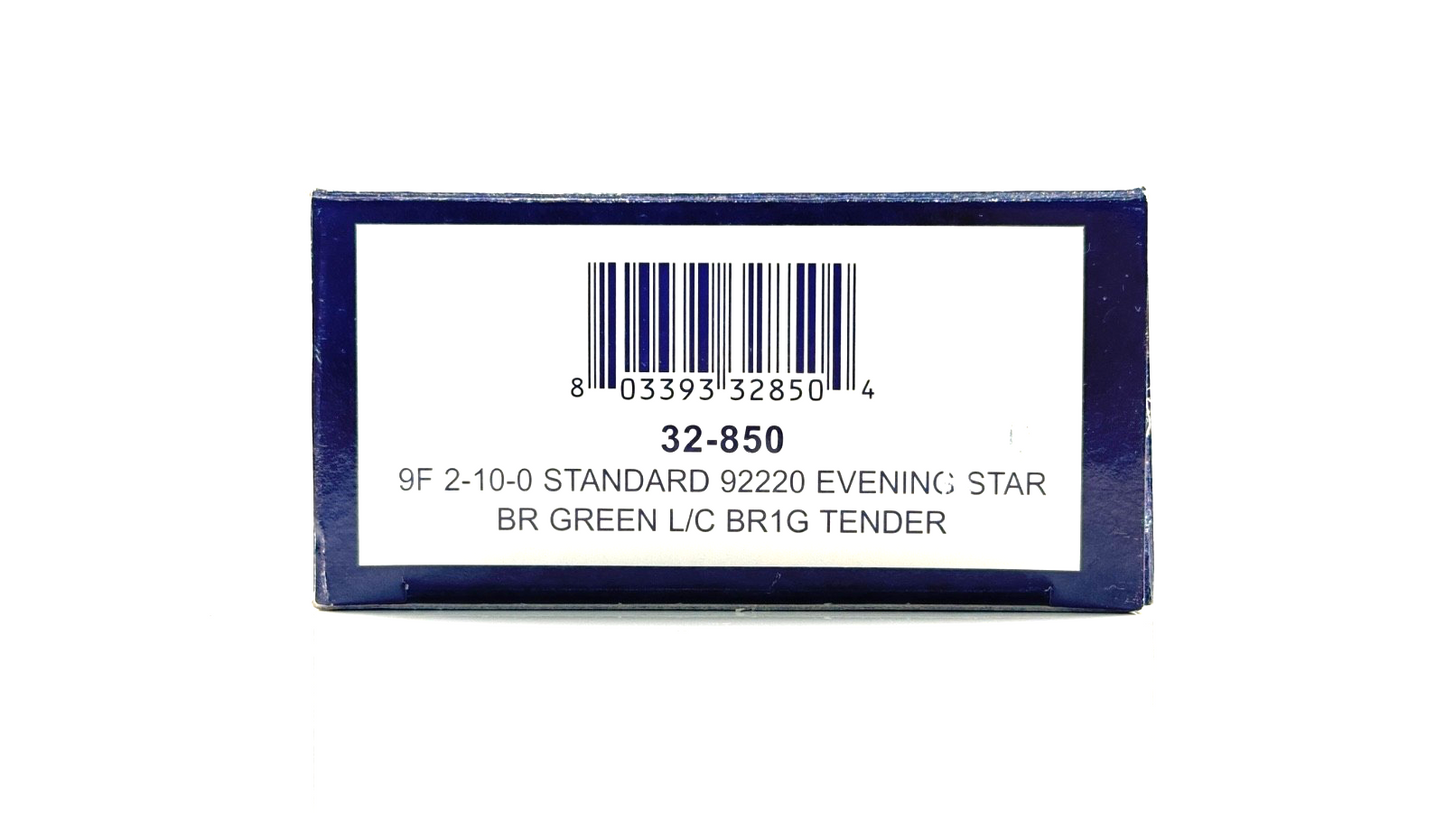 8 03393 32850 4
32-850
9F 2-10-0 STANDARD 92220 EVENING STAR
BR GREEN L/C BR1G TENDER